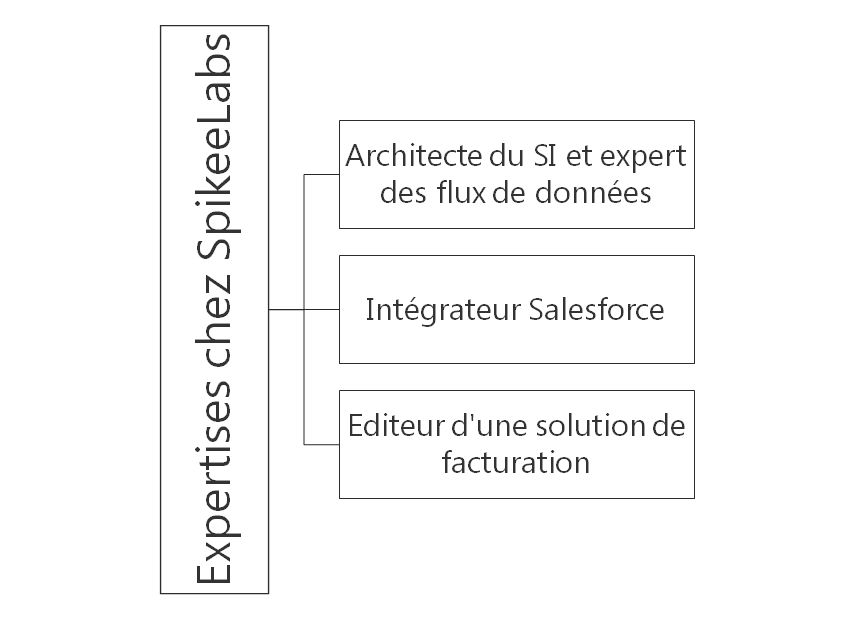 Expertises chez SpikeeLabs
Architecte du SI et expert
des flux de données
Intégrateur Salesforce
Editeur d'une solution de
facturation